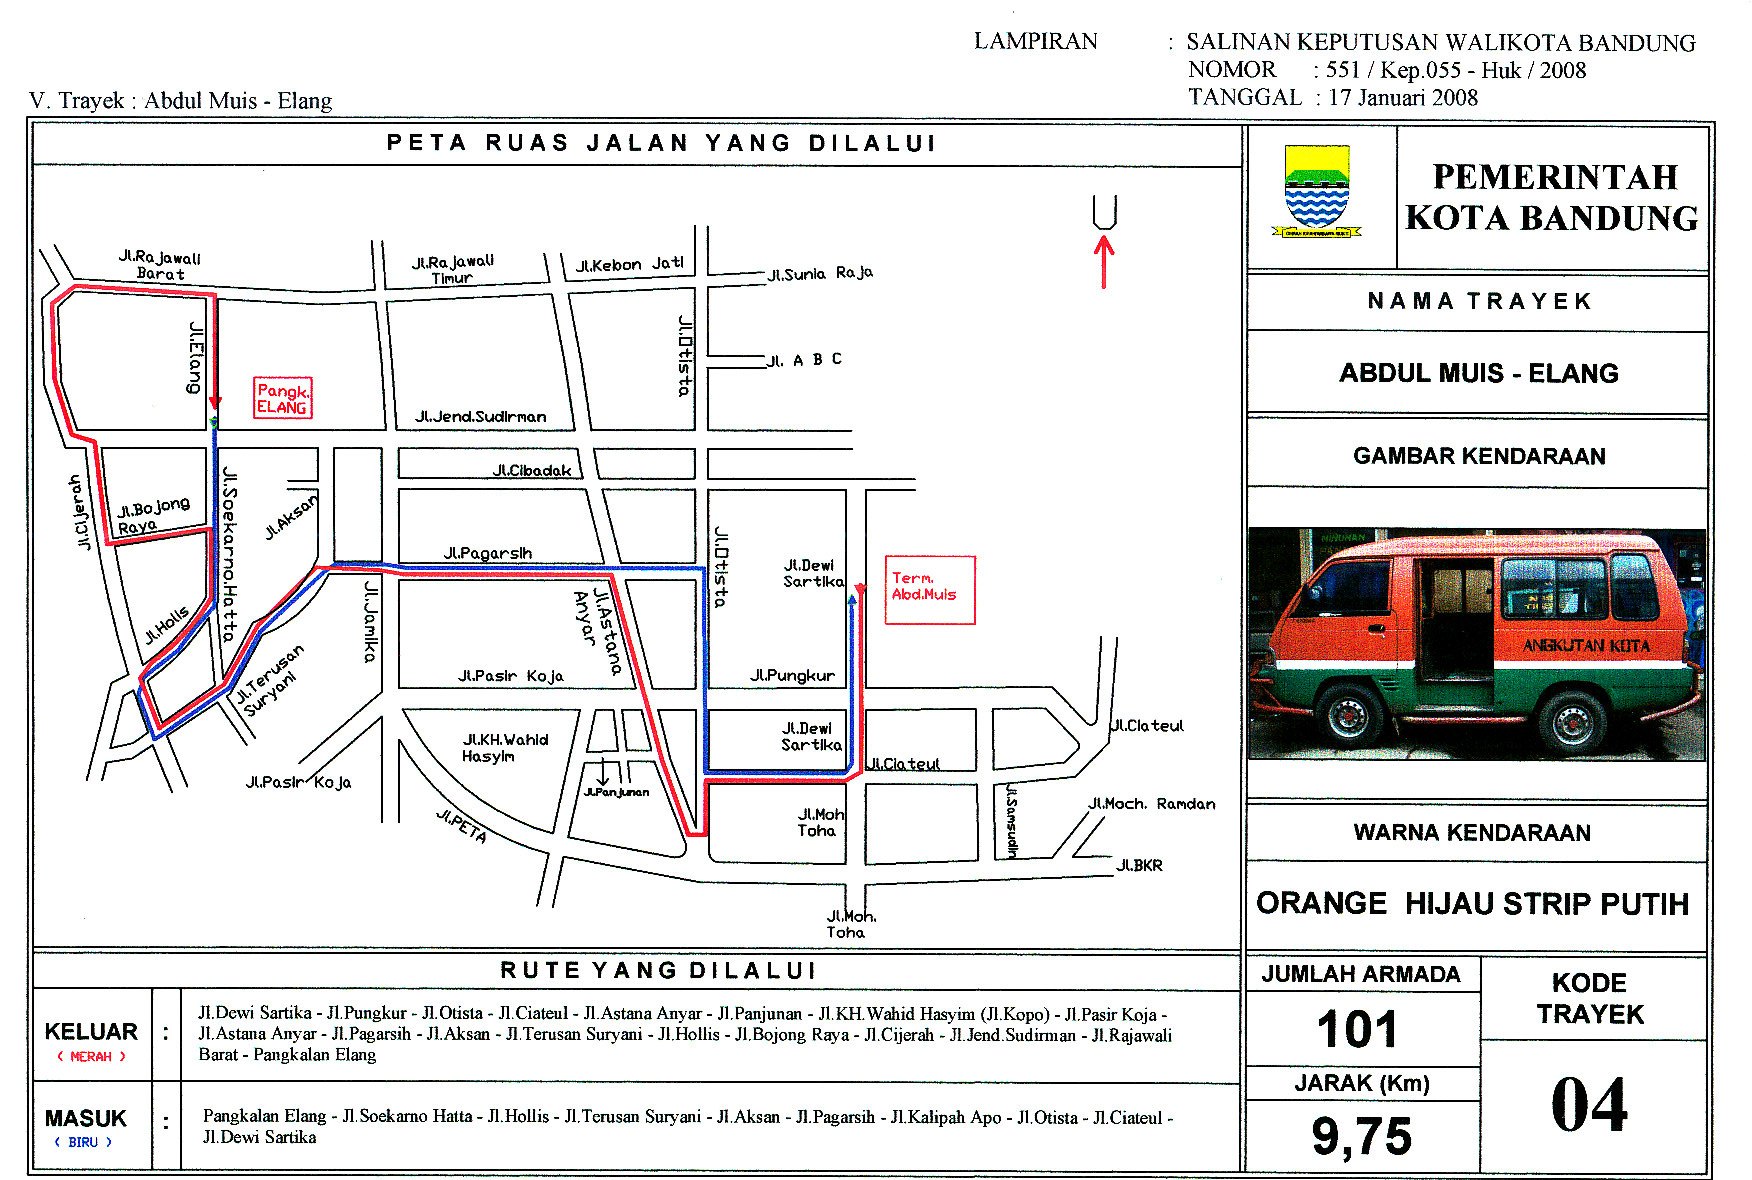 LAMPIRAN : SALINAN KEPUTUSAN WALIKOTA BANDUNG
NOMOR : 551 / Kep.055 - Huk / 2008
TANGGAL : 17 Januari 2008
V. Trayek : Abdul Muis - Elang
PETA RUAS JALAN YANG DILALUI
U
Jl.Rajawali
Barat
Jl.Rajawali
Timur
Jl.Kebon Jati
Jl.Sunia Raja
Jl.Elang
Jl.Otista
Jl. A B C
Pangk.
ELANG
Jl.Jend.Sudirman
Jl.Cibadak
Jl.Cijerah
Jl.Bojong
Raya
Jl.Soekarno.Hatta
Jl.Aksan
Jl.Pagarsih
Jl.Otista
Jl.Dewi
Sartika
Term.
Abd.Muis
Jl.Hollis
Jl.Jamika
Jl.Astana
Anyar
Jl.Terusan
Suryani
Jl.Pasir Koja
Jl.Pungkur
Jl.KH.Wahid
Hasyim
Jl.Dewi
Sartika
Jl.Ciateul
Jl.Ciateul
Jl.Pasir Koja
Jl.Panjunan
Jl.PETA
Jl.Moh
Toha
Jl.Samsudin
Jl.Moch. Ramdan
Jl.BKR
Jl.Moh.
Toha
PEMERINTAH
KOTA BANDUNG
NAMA TRAYEK
ABDUL MUIS - ELANG
GAMBAR KENDARAAN
ANGKUTAN KOTA
WARNA KENDARAAN
ORANGE HIJAU STRIP PUTIH
RUTE YANG DILALUI
KELUAR :
( MERAH )
Jl.Dewi Sartika - Jl.Pungkur - Jl.Otista - Jl.Ciateul - Jl.Astana Anyar - Jl.Panjunan - Jl.KH.Wahid Hasyim (Jl.Kopo) - Jl.Pasir Koja -
Jl.Astana Anyar - Jl.Pagarsih - Jl.Aksan - Jl.Terusan Suryani - Jl.Hollis - Jl.Bojong Raya - Jl.Cijerah - Jl.Jend.Sudirman - Jl.Rajawali
Barat - Pangkalan Elang
MASUK :
( BIRU )
Pangkalan Elang - Jl.Soekarno Hatta - Jl.Hollis - Jl.Terusan Suryani - Jl.Aksan - Jl.Pagarsih - Jl.Kalipah Apo - Jl.Otista - Jl.Ciateul -
Jl.Dewi Sartika
JUMLAH ARMADA
101
JARAK (Km)
9,75
KODE
TRAYEK
04